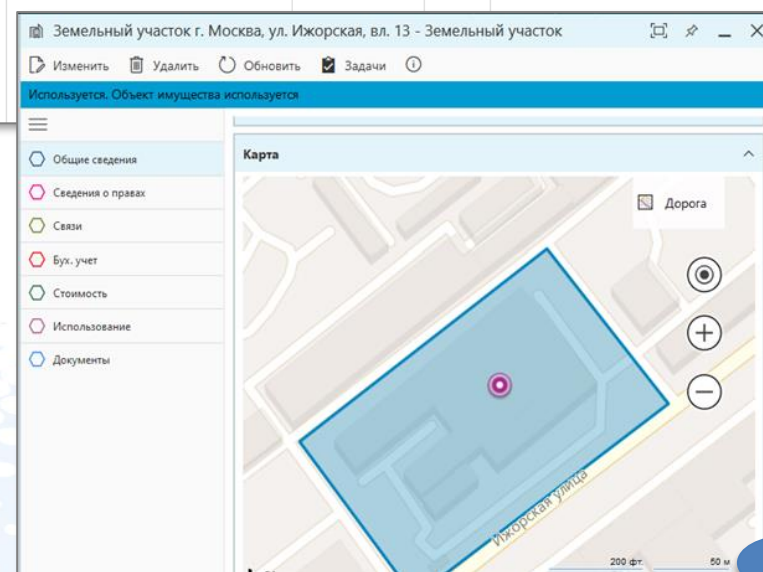 Земельный участок г. Москва, ул. Ижорская, вл. 13 - Земельный участок
Изменить Удалить Обновить Задачи
Используется. Объект имущества используется
Общие сведения
Сведения о правах
Связи
Бух. учет
Стоимость
Использование
Документы
Карта
Дорога
Ижорская улица
200 фт. 50 м